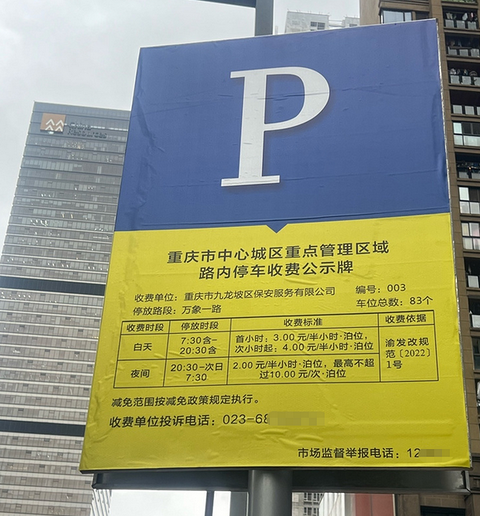 P
重庆市中心城区重点管理区域
路内停车收费公示牌
收费单位：重庆市九龙坡区保安服务有限公司 编号：003
停放路段：万象一路 车位总数：83个
收费时段 停放时段 收费标准 收费依据
白天 7:30含-20:30含 首小时：3.00元/半小时·泊位，次小时起：4.00元/半小时·泊位 渝发改规范〔2022〕1号
夜间 20:30-次日7:30 2.00元/半小时·泊位，最高不超过10.00元/次·泊位
减免范围按减免政策规定执行。
收费单位投诉电话：023-68
市场监督举报电话：12